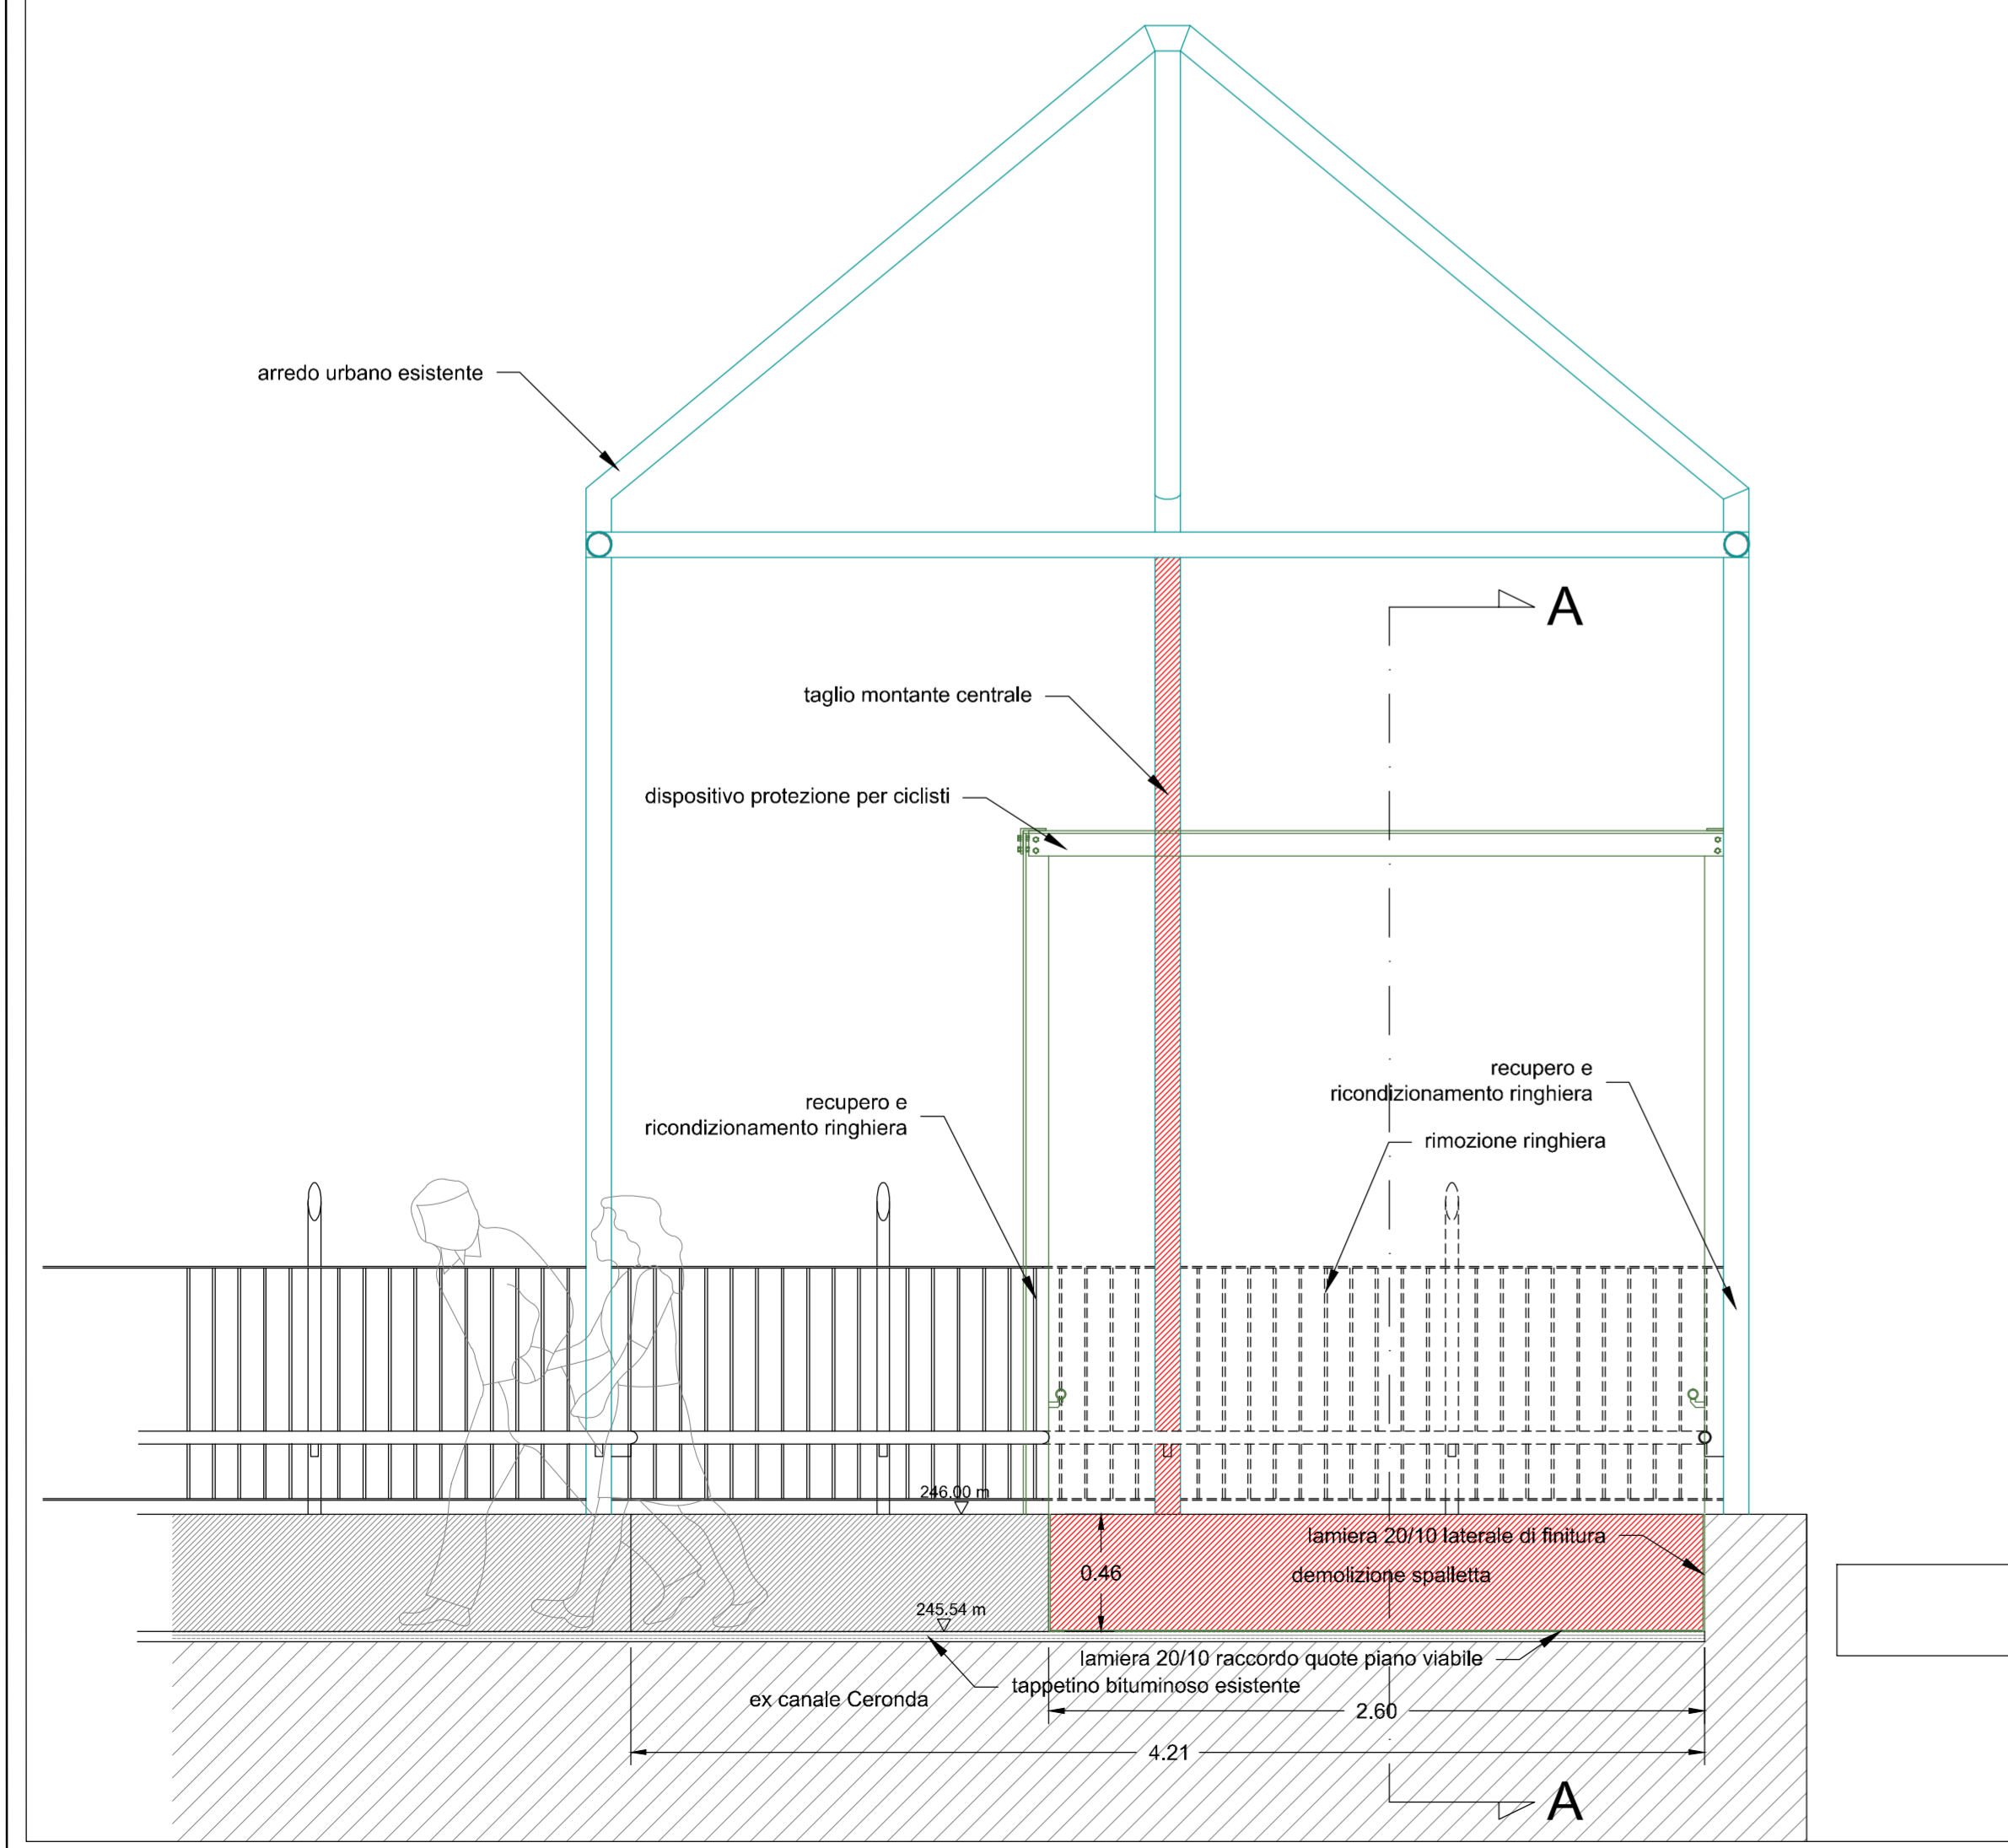 arredo urbano esistente
A
taglio montante centrale
dispositivo protezione per ciclisti
recupero e
ricondizionamento ringhiera
recupero e
ricondizionamento ringhiera
rimozione ringhiera
246.00 m
lamiera 20/10 laterale di finitura
0.46
demolizione spalletta
245.54 m
lamiera 20/10 raccordo quote piano viabile
tappetino bituminoso esistente
ex canale Ceronda
2.60
4.21
A